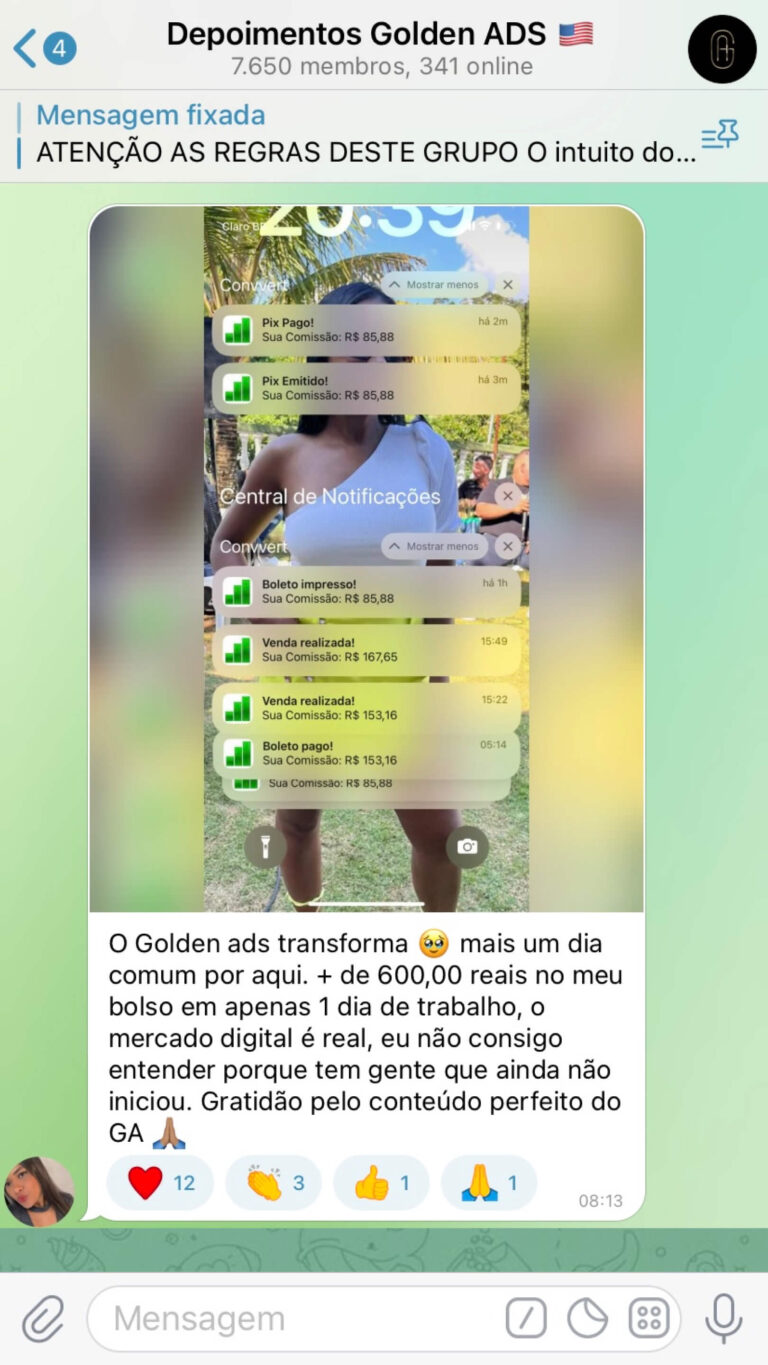 4
Depoimentos Golden ADS 🇺🇸
7.650 membros, 341 online
Mensagem fixada
ATENÇÃO AS REGRAS DESTE GRUPO O intuito do...
20:39
Claro
Convvert
Mostrar menos
Pix Pago!
há 2m
Sua Comissão: R$ 85,88
Pix Emitido!
há 3m
Sua Comissão: R$ 85,88
Central de Notificações
Convvert
Mostrar menos
Boleto impresso!
há 1h
Sua Comissão: R$ 85,88
Venda realizada!
15:49
Sua Comissão: R$ 167,65
Venda realizada!
15:22
Sua Comissão: R$ 153,16
Boleto pago!
05:14
Sua Comissão: R$ 153,16
Sua Comissão: R$ 85,88
O Golden ads transforma 🥹 mais um dia
comum por aqui. + de 600,00 reais no meu
bolso em apenas 1 dia de trabalho, o
mercado digital é real, eu não consigo
entender porque tem gente que ainda não
iniciou. Gratidão pelo conteúdo perfeito do
GA 🙏🏽
❤️ 12 👏 3 👍 1 🙏 1
08:13
Mensagem